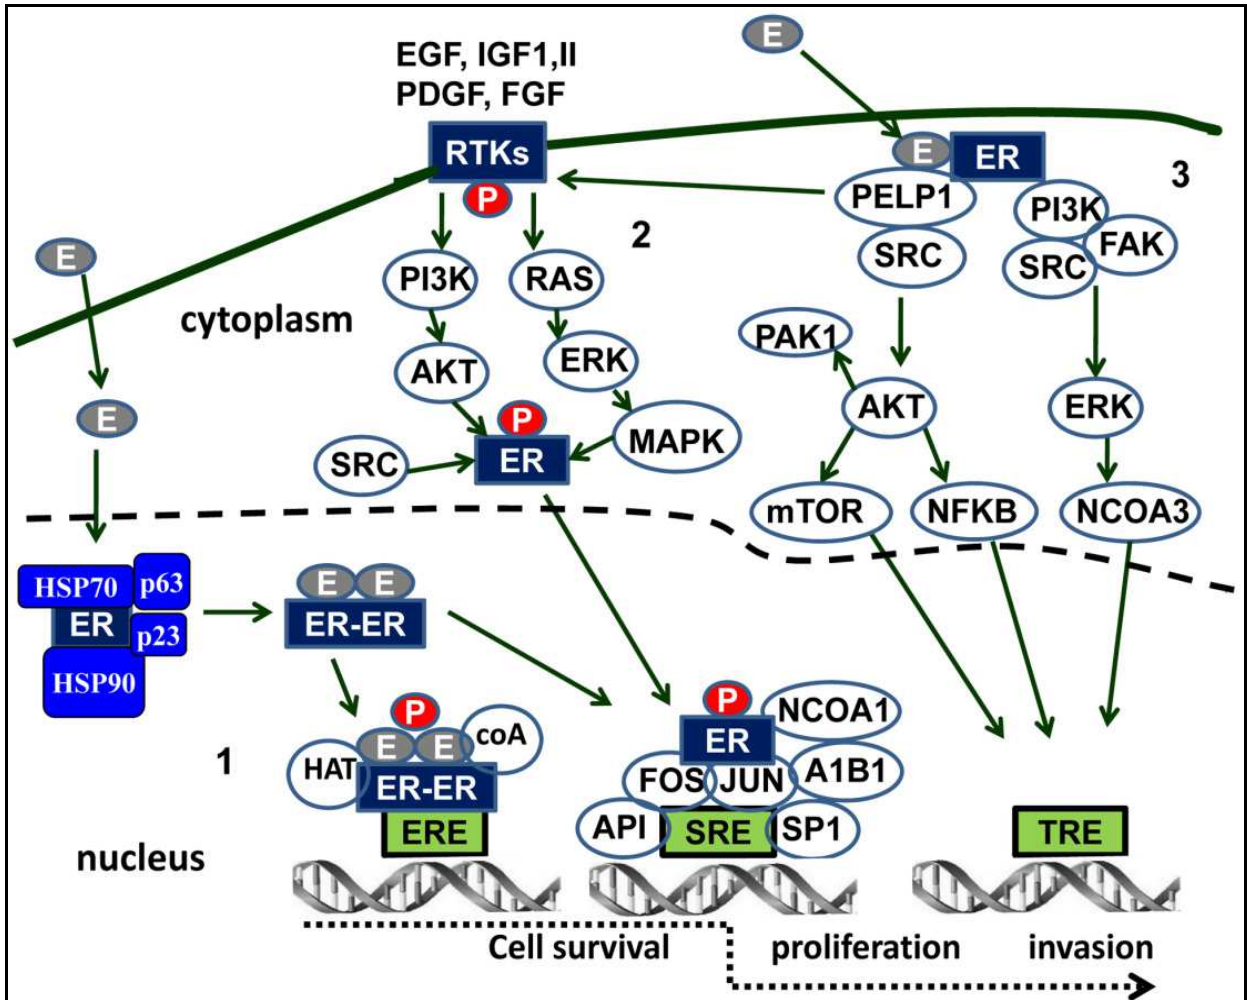 EGF, IGF1,II
PDGF, FGF
RTKs
P
E
E
ER
PELP1
SRC
PI3K
SRC
FAK
3
2
E
cytoplasm
PI3K
RAS
AKT
ERK
P
ER
SRC
MAPK
PAK1
AKT
ERK
mTOR
NFKB
NCOA3
E
HSP70
p63
ER
p23
HSP90
E E
ER-ER
1
P
HAT
E E
coA
ER-ER
ERE
P
ER
NCOA1
FOS
JUN
A1B1
API
SRE
SP1
TRE
nucleus
Cell survival
proliferation
invasion